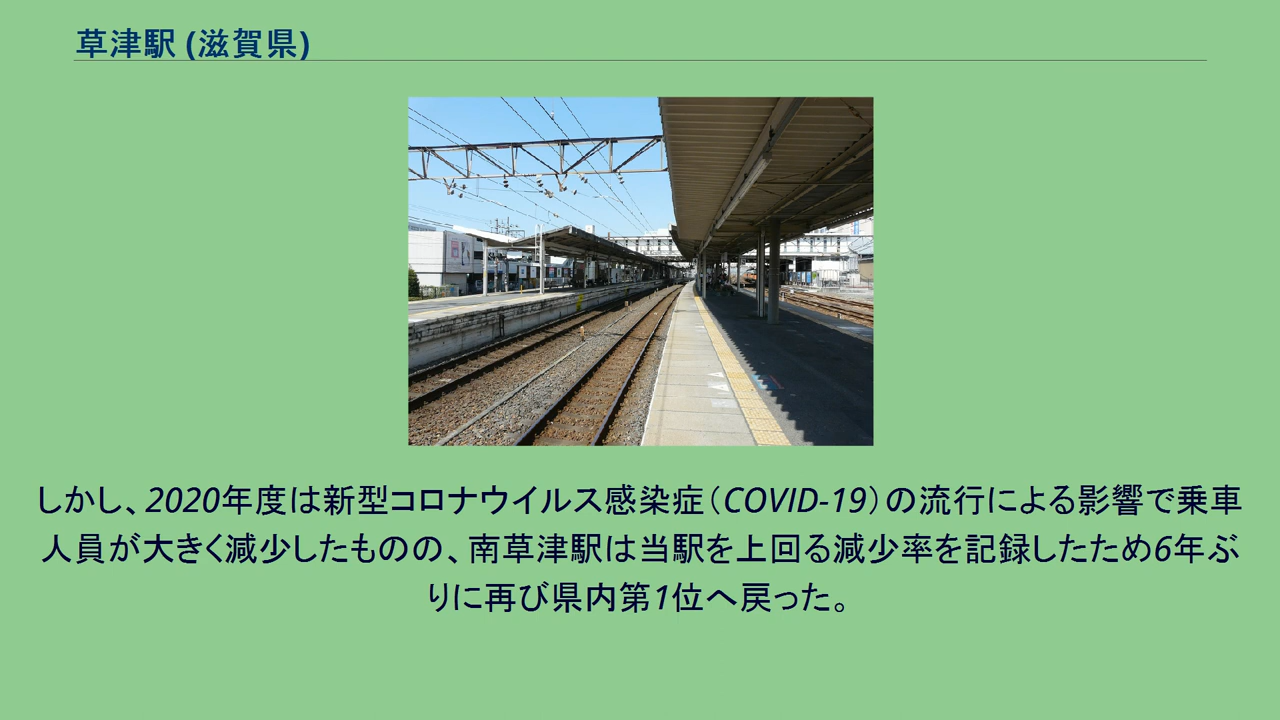 草津駅 (滋賀県)
しかし、2020年度は新型コロナウイルス感染症（COVID-19）の流行による影響で乗車
人員が大きく減少したものの、南草津駅は当駅を上回る減少率を記録したため6年ぶ
りに再び県内第1位へ戻った。